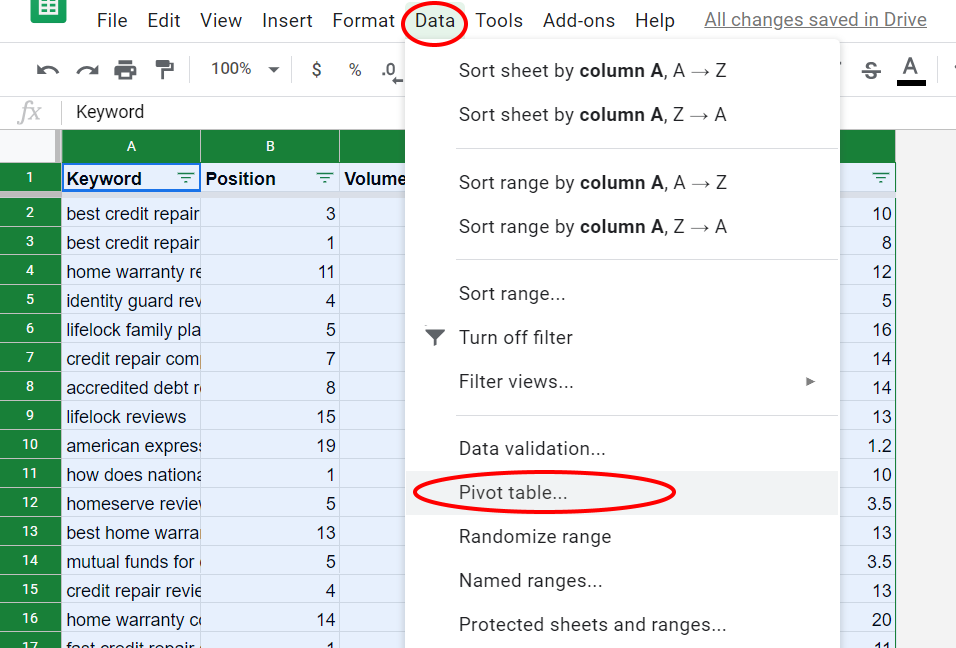 File Edit View Insert Format Data Tools Add-ons Help All changes saved in Drive
100% $ % .0 A
fx Keyword
A B
1 Keyword Position Volume
2 best credit repair 3 10
3 best credit repair 1 8
4 home warranty re 11 12
5 identity guard rev 4 5
6 lifelock family pla 5 16
7 credit repair com 7 14
8 accredited debt r 8 14
9 lifelock reviews 15 13
10 american express 19 1.2
11 how does nationa 1 10
12 homeserve review 5 3.5
13 best home warra 13 13
14 mutual funds for 5 3.5
15 credit repair revie 4 13
16 home warranty co 14 20
17 fast credit repair 1 11
Sort sheet by column A, A → Z
Sort sheet by column A, Z → A
Sort range by column A, A → Z
Sort range by column A, Z → A
Sort range...
Turn off filter
Filter views...
Data validation...
Pivot table...
Randomize range
Named ranges...
Protected sheets and ranges...